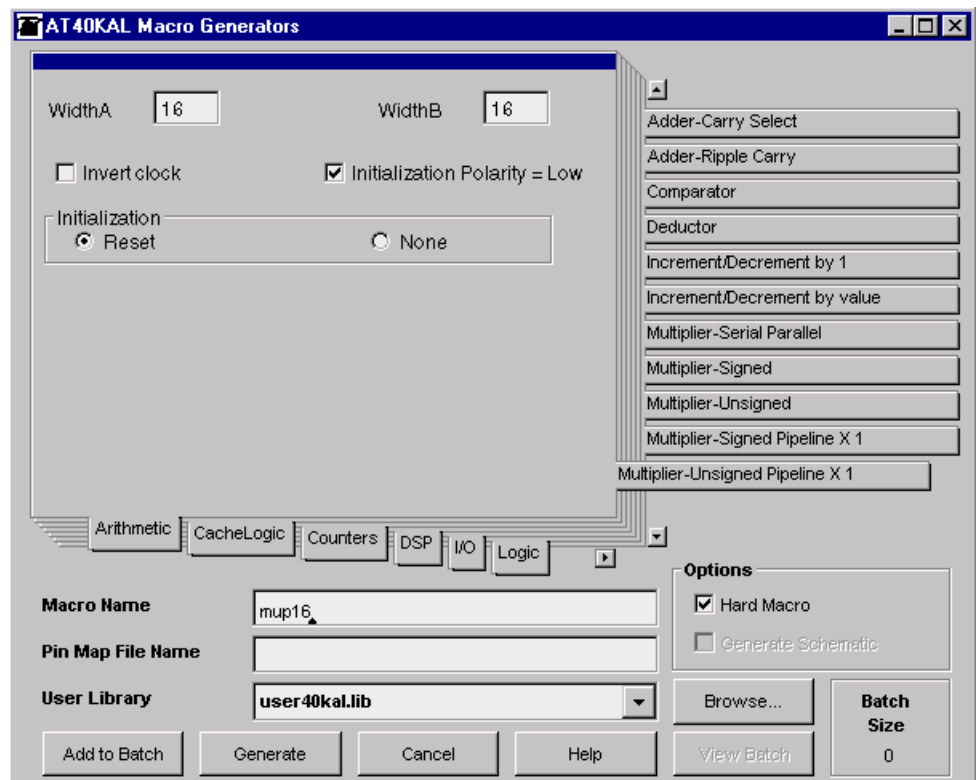 AT40KAL Macro Generators
WidthA 16 WidthB 16
Invert clock Initialization Polarity = Low
Initialization
Reset None
Adder-Carry Select
Adder-Ripple Carry
Comparator
Deductor
Increment/Decrement by 1
Increment/Decrement by value
Multiplier-Serial Parallel
Multiplier-Signed
Multiplier-Unsigned
Multiplier-Signed Pipeline X 1
Multiplier-Unsigned Pipeline X 1
Arithmetic CacheLogic Counters DSP I/O Logic
Macro Name mup16
Pin Map File Name
User Library user40kal.lib
Options
Hard Macro
Generate Schematic
Browse...
Batch
Size
0
Add to Batch Generate Cancel Help View Batch